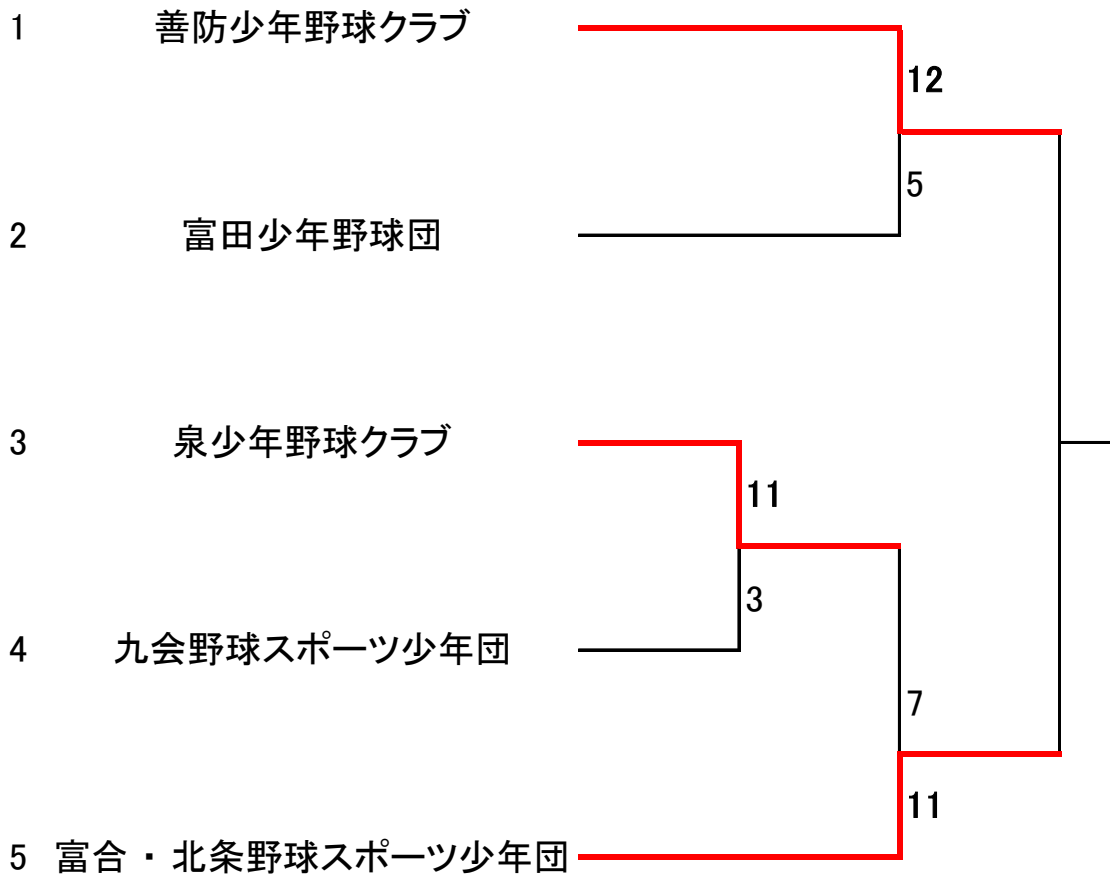 1 善防少年野球クラブ
12
5
2 富田少年野球団
3 泉少年野球クラブ
11
3
4 九会野球スポーツ少年団
7
11
5 富合・北条野球スポーツ少年団